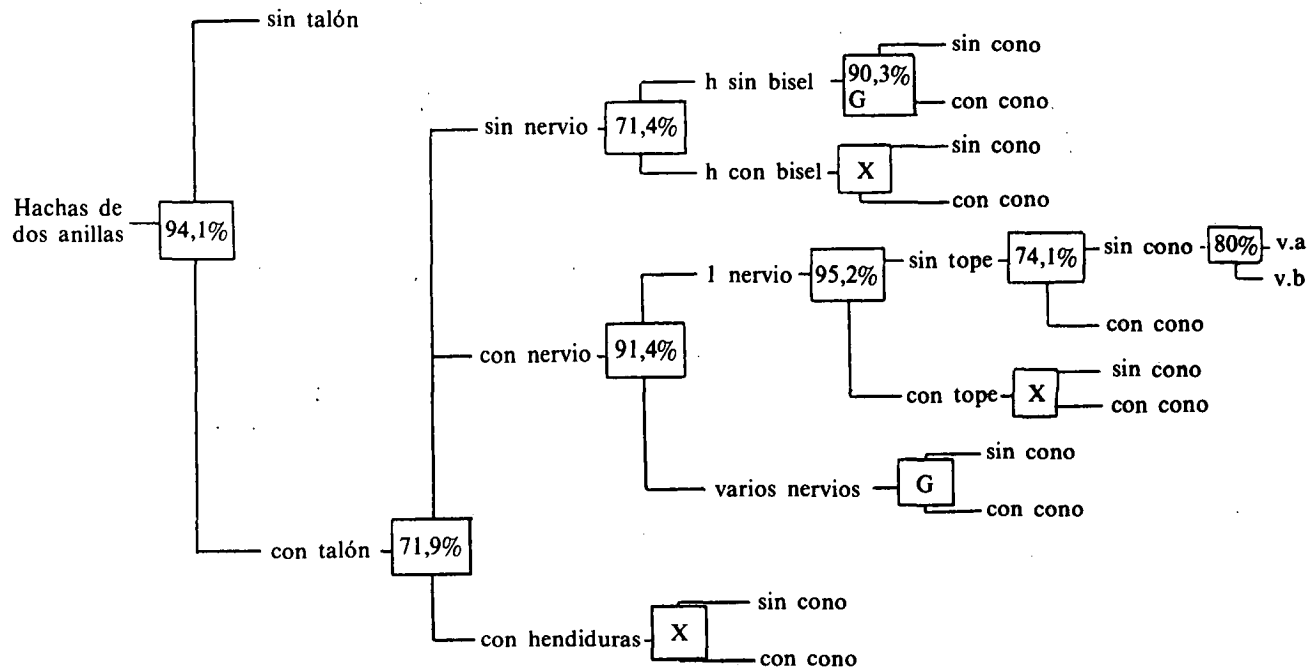 sin talón
sin cono
h sin bisel
90,3%
G
con cono
sin nervio
71,4%
sin cono
h con bisel
X
con cono
Hachas de
dos anillas
94,1%
sin cono
80%
v.a
v.b
1 nervio
95,2%
sin tope
74,1%
con cono
con nervio
91,4%
sin cono
con tope
X
con cono
sin cono
varios nervios
G
con cono
con talón
71,9%
sin cono
con hendiduras
X
con cono